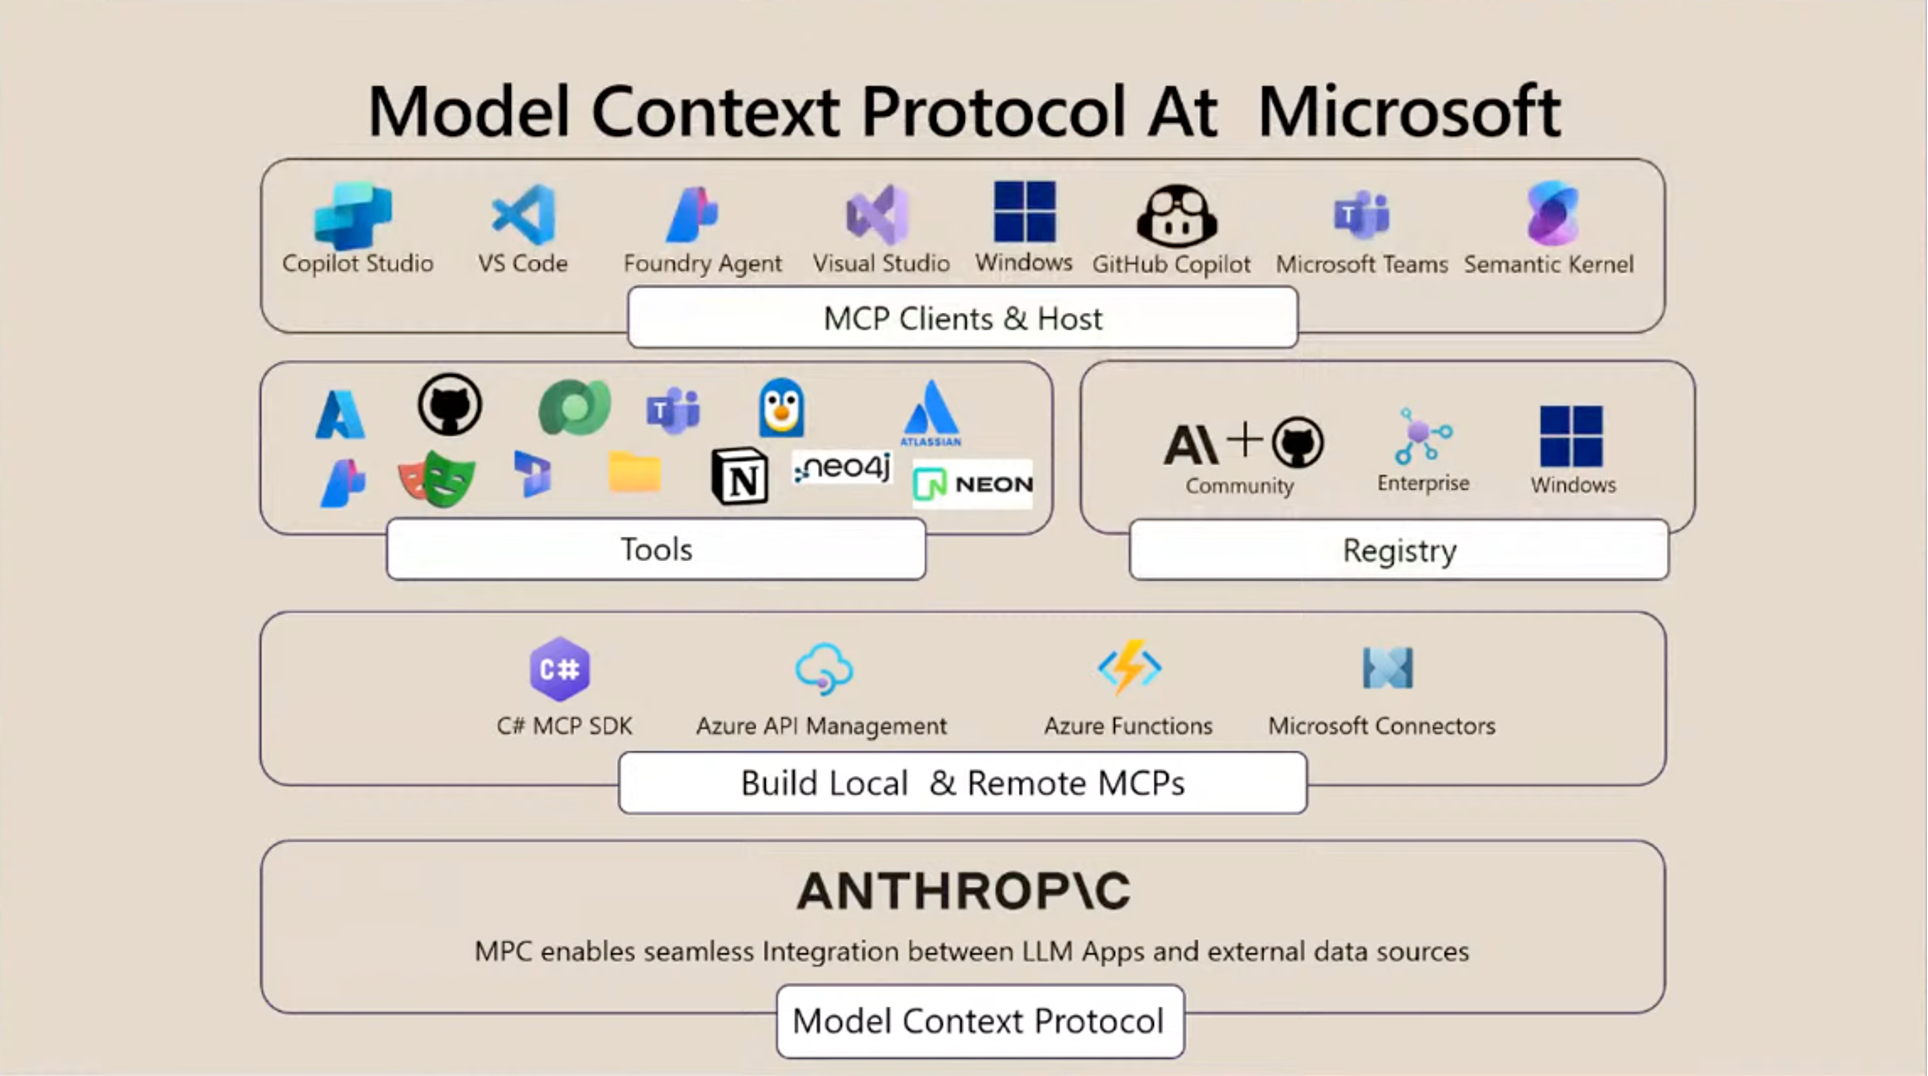 Model Context Protocol At  Microsoft
Copilot Studio
VS Code
Foundry Agent
Visual Studio
Windows
GitHub Copilot
T
Microsoft Teams
Semantic Kernel
MCP Clients & Host
T
ATLASSIAN
N
neo4j
NEON
Tools
A\ +
Community
Enterprise
Windows
Registry
C#
C# MCP SDK
Azure API Management
Azure Functions
Microsoft Connectors
Build Local  & Remote MCPs
ANTHROP\C
MPC enables seamless Integration between LLM Apps and external data sources
Model Context Protocol